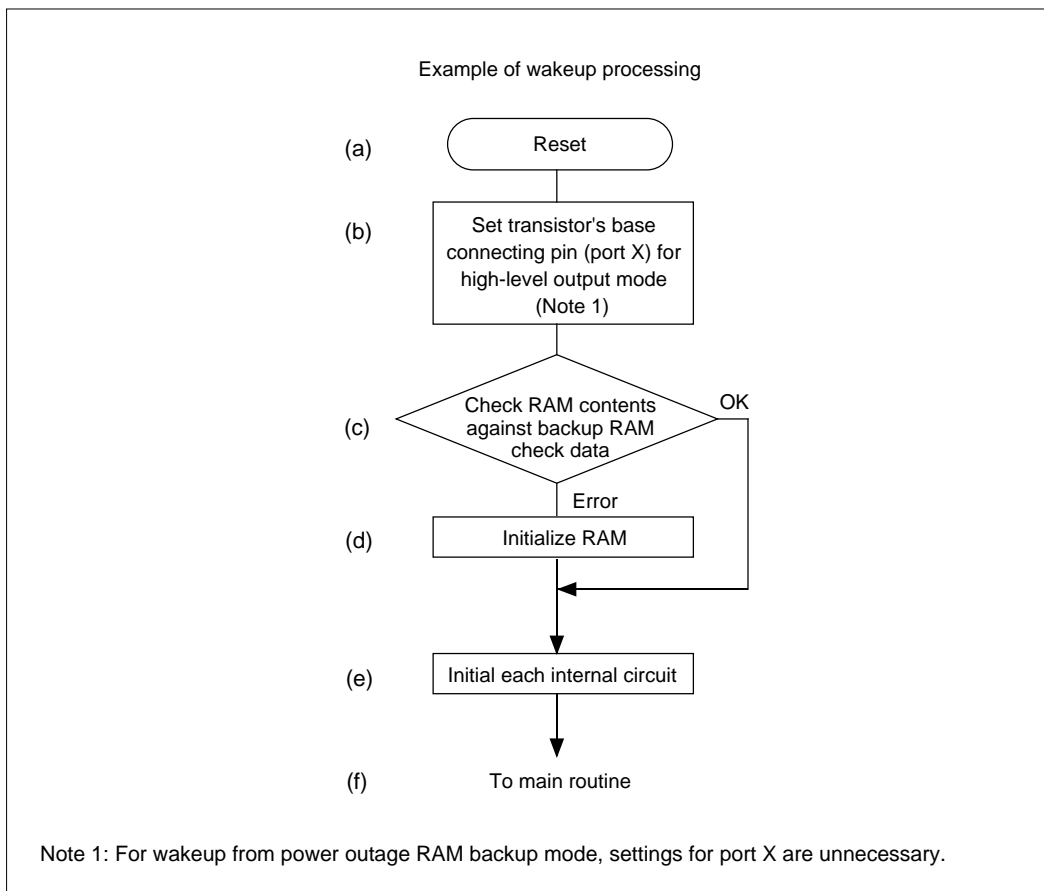 Example of wakeup processing
(a)
Reset
(b)
Set transistor's base
connecting pin (port X) for
high-level output mode
(Note 1)
(c)
Check RAM contents
against backup RAM
check data
OK
Error
(d)
Initialize RAM
(e)
Initial each internal circuit
(f)
To main routine
Note 1: For wakeup from power outage RAM backup mode, settings for port X are unnecessary.